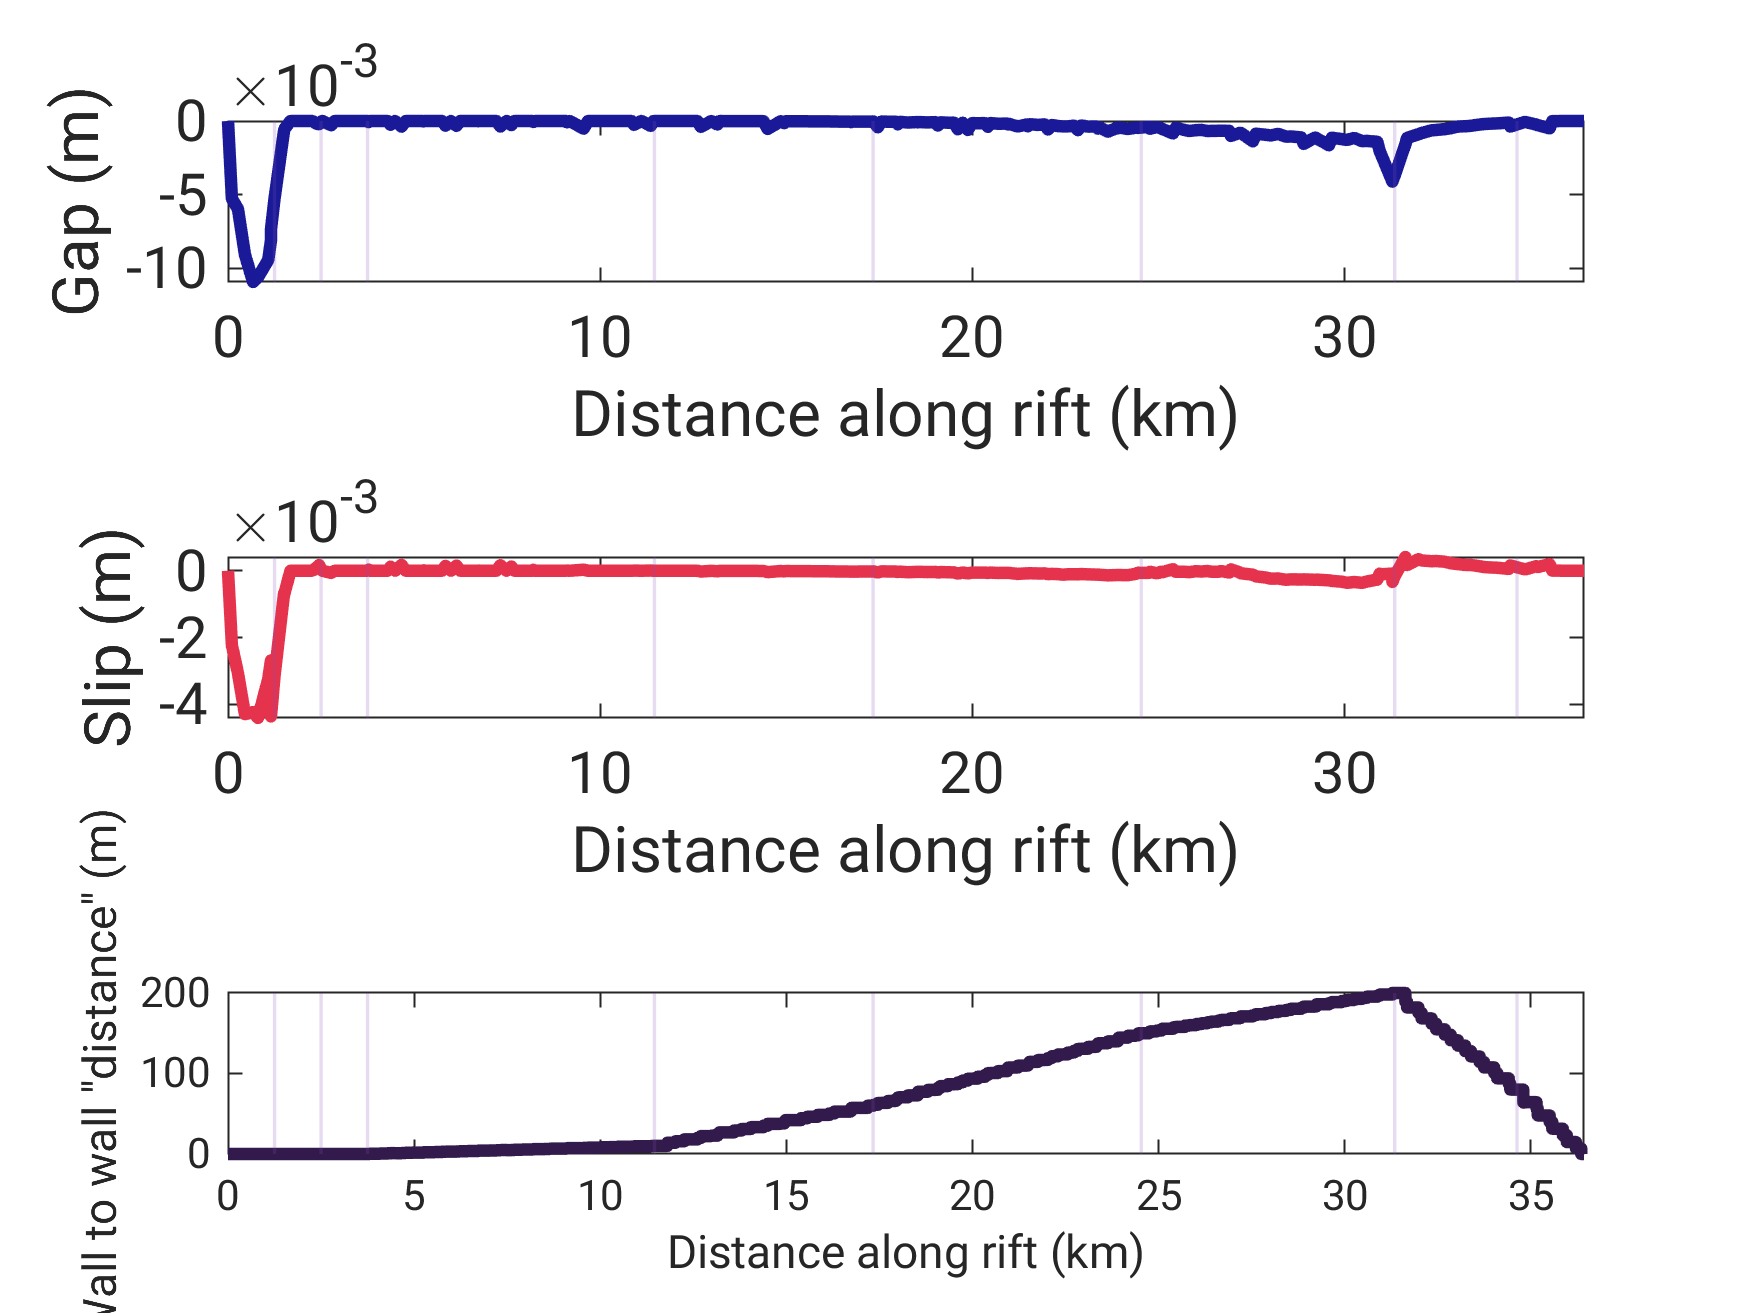 ×10-3
Gap (m)
0
-5
-10
0 10 20 30
Distance along rift (km)
×10-3
Slip (m)
0
-2
-4
0 10 20 30
Distance along rift (km)
to wall "distance" (m)
200
100
0
0 5 10 15 20 25 30 35
Distance along rift (km)